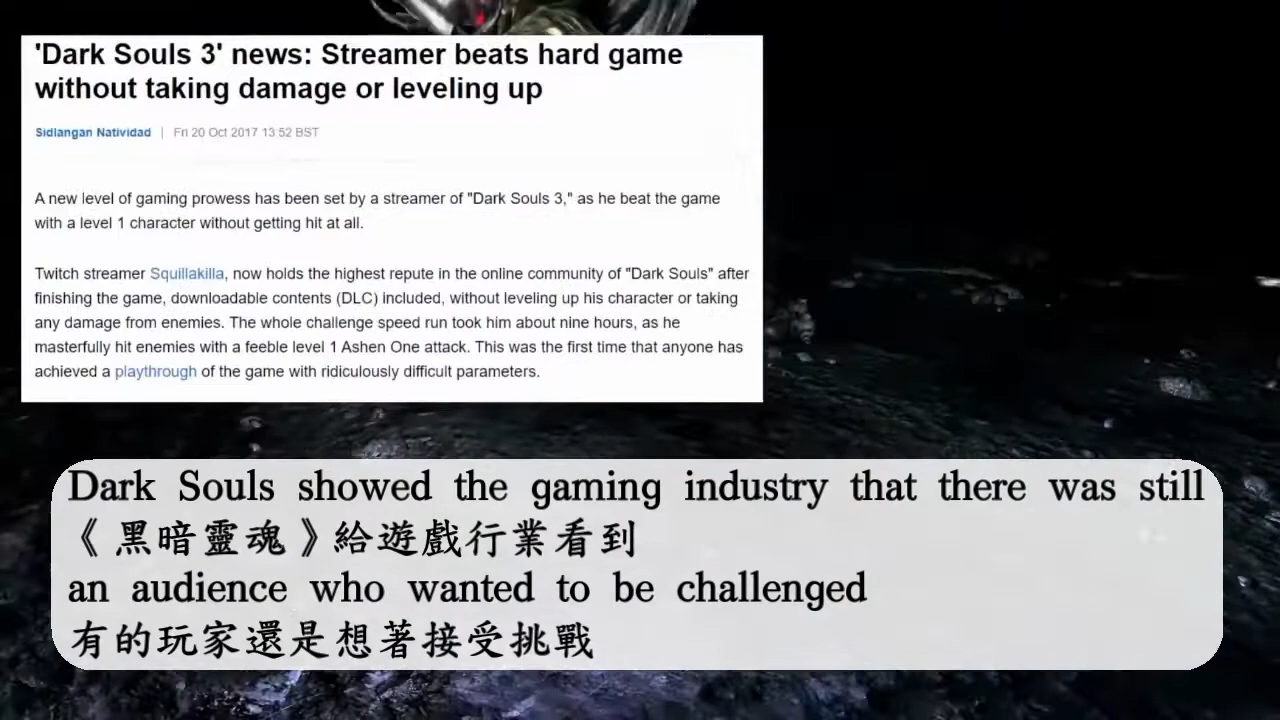 'Dark Souls 3' news: Streamer beats hard game
without taking damage or leveling up
Sidlangan Natividad | Fri 20 Oct 2017 13:52 BST
A new level of gaming prowess has been set by a streamer of "Dark Souls 3," as he beat the game
with a level 1 character without getting hit at all.
Twitch streamer Squillakilla, now holds the highest repute in the online community of "Dark Souls" after
finishing the game, downloadable contents (DLC) included, without leveling up his character or taking
any damage from enemies. The whole challenge speed run took him about nine hours, as he
masterfully hit enemies with a feeble level 1 Ashen One attack. This was the first time that anyone has
achieved a playthrough of the game with ridiculously difficult parameters.
Dark Souls showed the gaming industry that there was still
《黑暗靈魂》給遊戲行業看到
an audience who wanted to be challenged
有的玩家還是想著接受挑戰